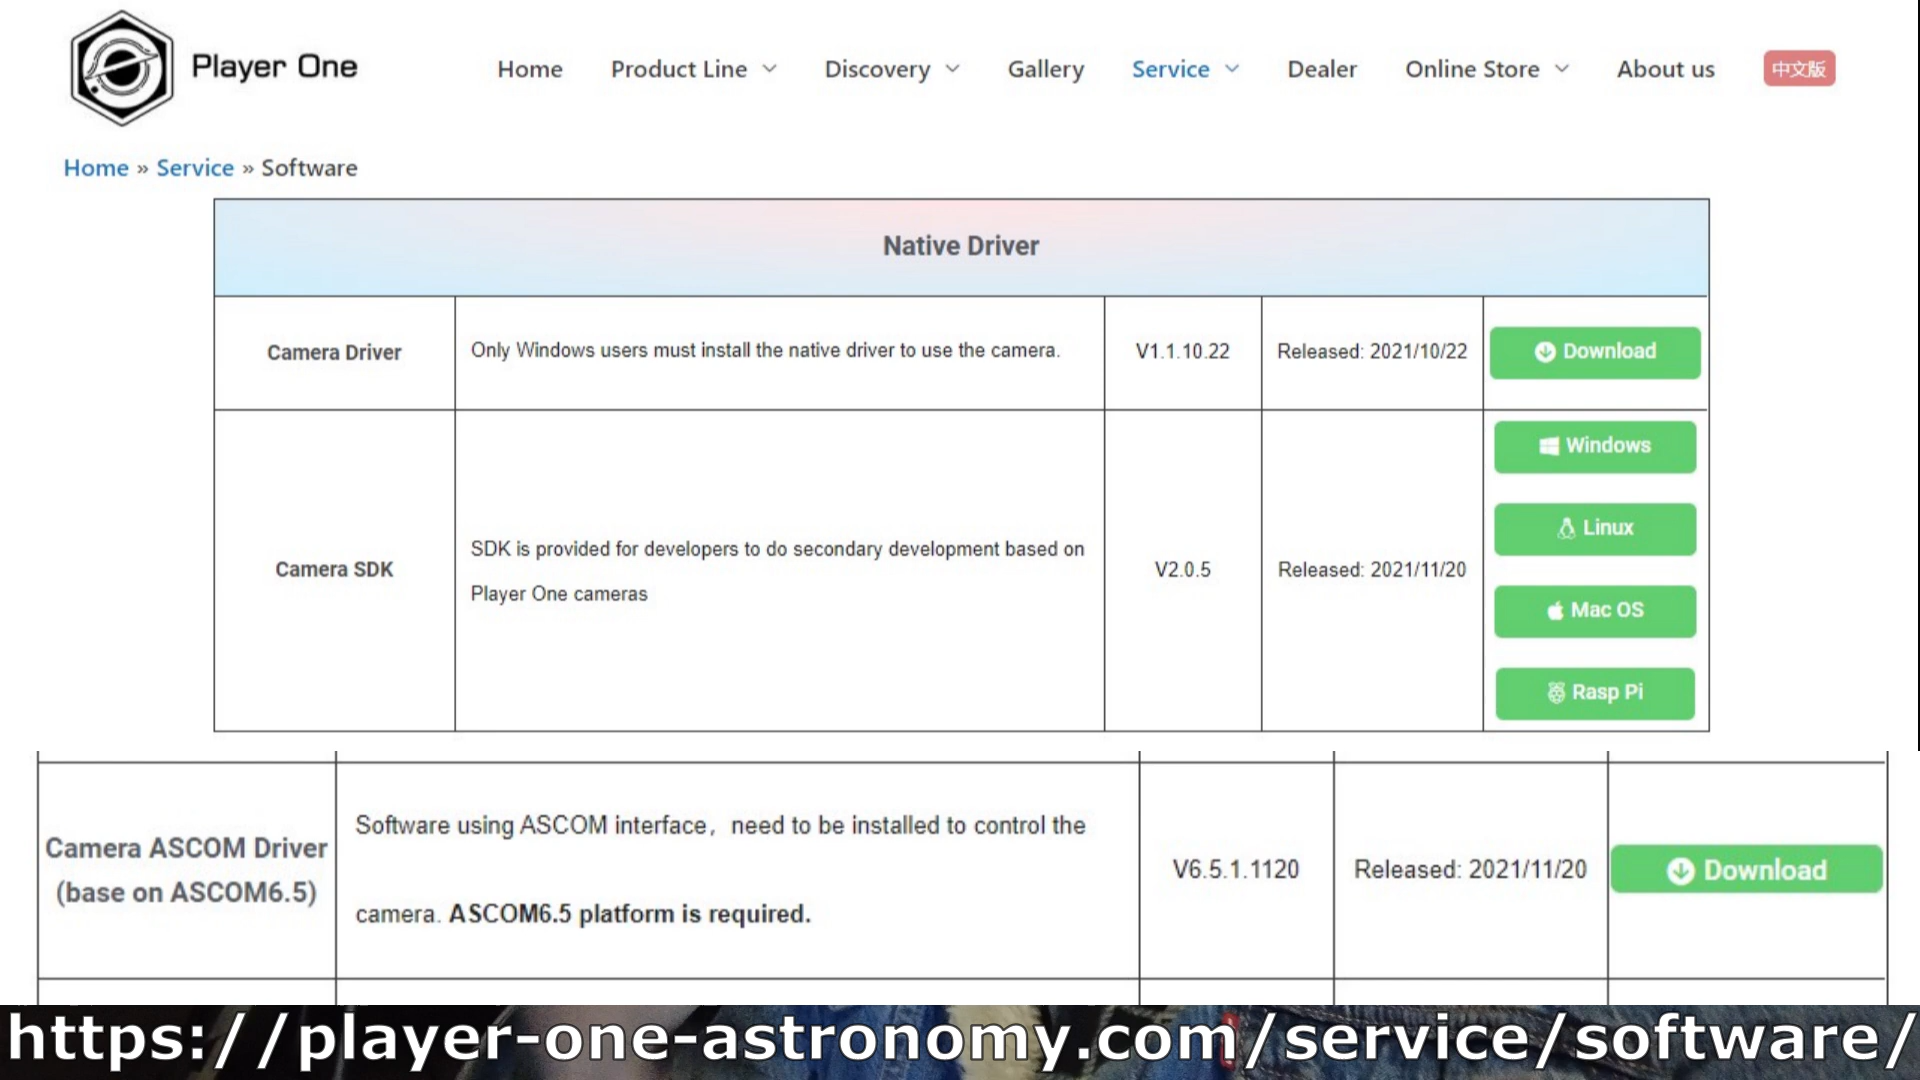 Player One
Home Product Line Discovery Gallery Service Dealer Online Store About us 中文版
Home » Service » Software
Native Driver
Camera Driver
Only Windows users must install the native driver to use the camera.
V1.1.10.22
Released: 2021/10/22
Download
Camera SDK
SDK is provided for developers to do secondary development based on
Player One cameras
V2.0.5
Released: 2021/11/20
Windows
Linux
Mac OS
Rasp Pi
Camera ASCOM Driver
(base on ASCOM6.5)
Software using ASCOM interface，need to be installed to control the
camera. ASCOM6.5 platform is required.
V6.5.1.1120
Released: 2021/11/20
Download
https://player-one-astronomy.com/service/software/